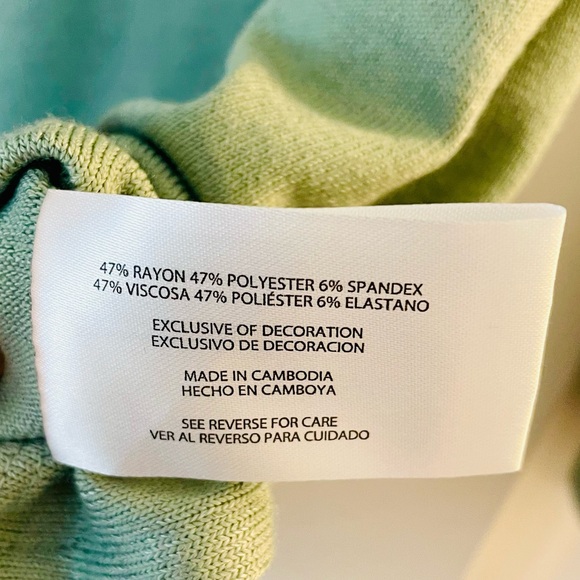 47% RAYON 47% POLYESTER 6% SPANDEX
47% VISCOSA 47% POLIÉSTER 6% ELASTANO
EXCLUSIVE OF DECORATION
EXCLUSIVO DE DECORACION
MADE IN CAMBODIA
HECHO EN CAMBOYA
SEE REVERSE FOR CARE
VER AL REVERSO PARA CUIDADO